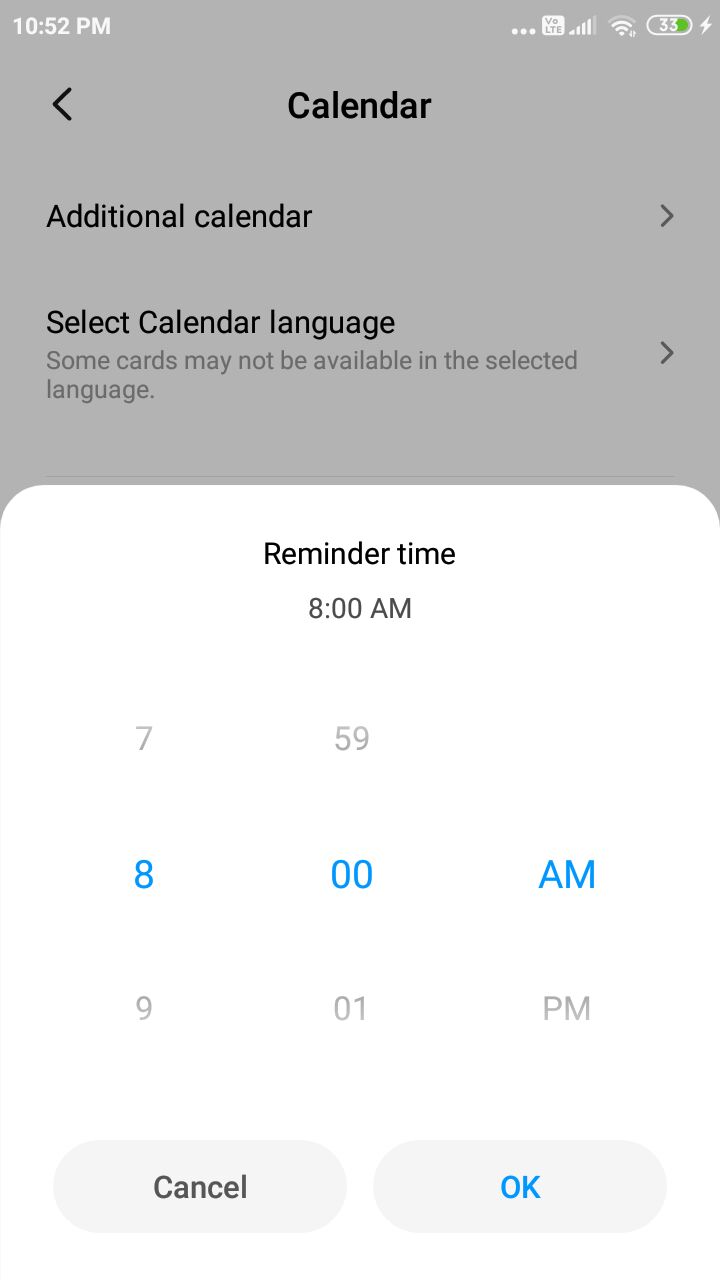 10:52 PM
Vo LTE
33
Calendar
Additional calendar
Select Calendar language
Some cards may not be available in the selected
language.
Reminder time
8:00 AM
7 59
8 00 AM
9 01 PM
Cancel OK